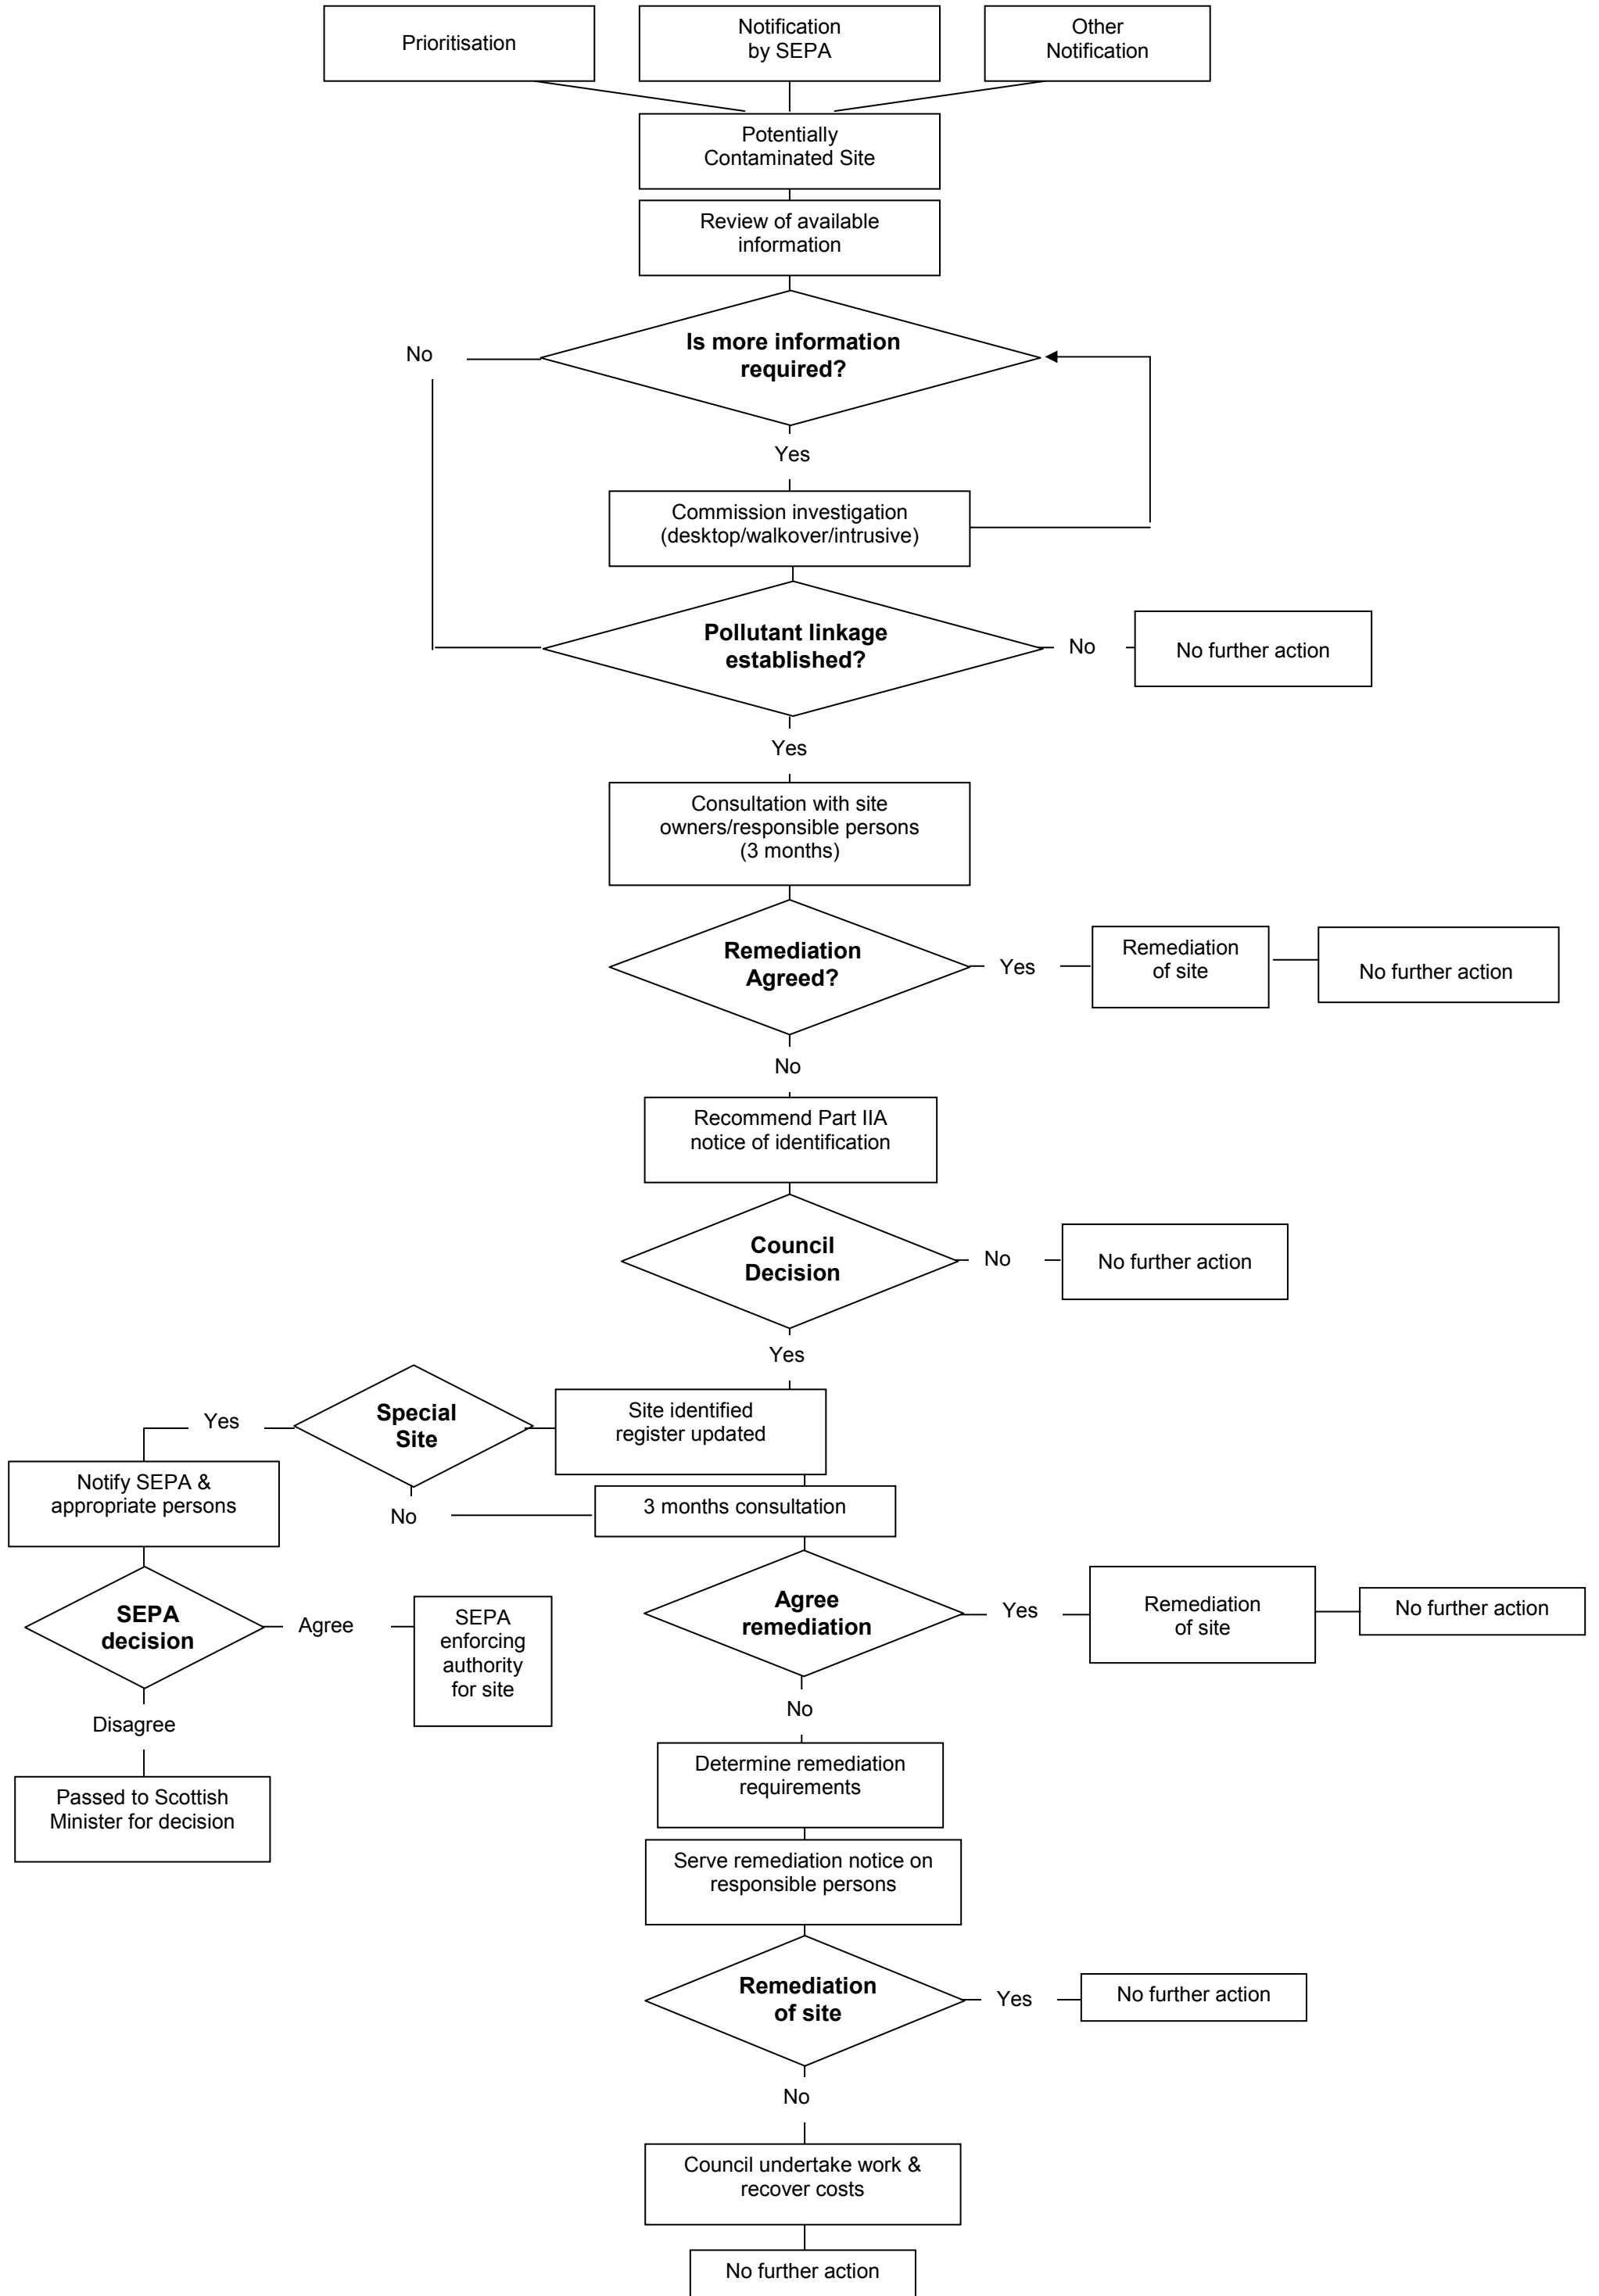 Prioritisation
Notification
by SEPA
Other
Notification
Potentially
Contaminated Site
Review of available
information
Is more information
required?
No
Yes
Commission investigation
(desktop/walkover/intrusive)
Pollutant linkage
established?
No
No further action
Yes
Consultation with site
owners/responsible persons
(3 months)
Remediation
Agreed?
Yes
Remediation
of site
No further action
No
Recommend Part IIA
notice of identification
Council
Decision
No
No further action
Yes
Special
Site
Yes
Site identified
register updated
Notify SEPA &
appropriate persons
No
3 months consultation
SEPA
decision
Agree
SEPA
enforcing
authority
for site
Agree
remediation
Yes
Remediation
of site
No further action
Disagree
No
Passed to Scottish
Minister for decision
Determine remediation
requirements
Serve remediation notice on
responsible persons
Remediation
of site
Yes
No further action
No
Council undertake work &
recover costs
No further action